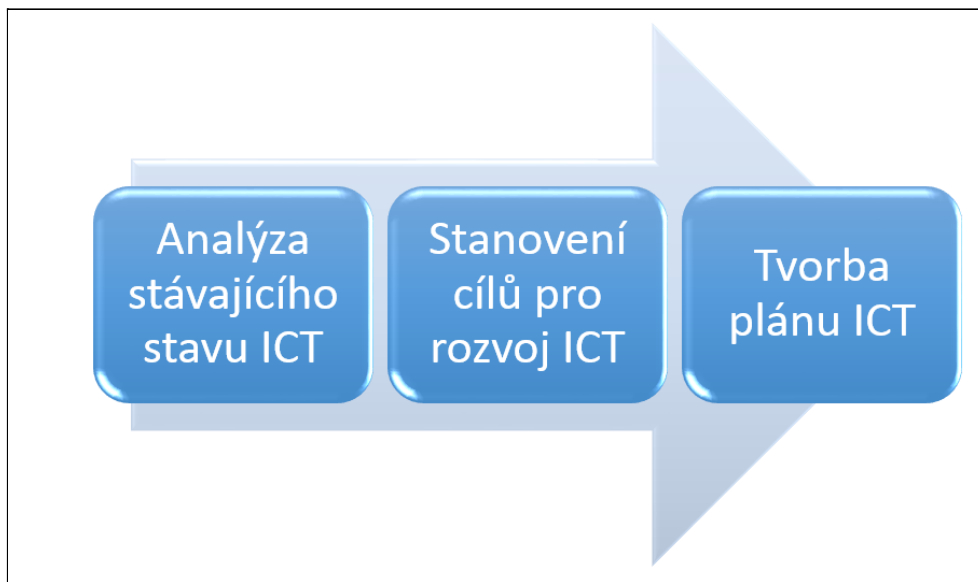 Analýza
stávajícího
stavu ICT
Stanovení
cílů pro
rozvoj ICT
Tvorba
plánu ICT